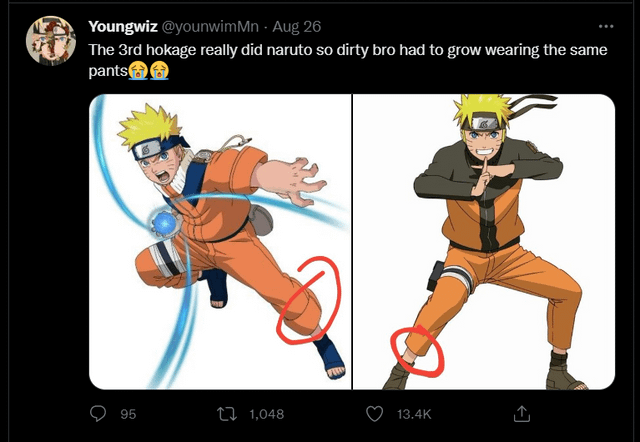 Youngwiz @younwimMn · Aug 26
The 3rd hokage really did naruto so dirty bro had to grow wearing the same
pants😭😭
95 1,048 13.4K